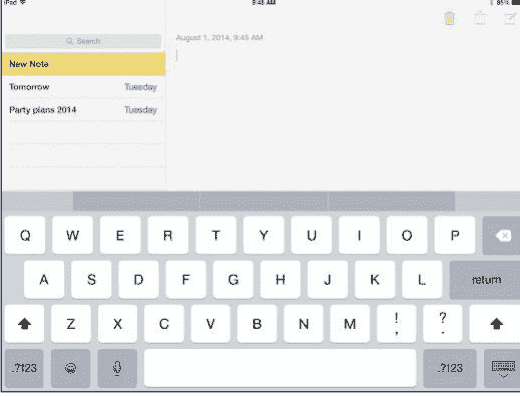 iPad
9:45 AM
85%
Search
August 1, 2014, 9:45 AM
New Note
Tomorrow Tuesday
Party plans 2014 Tuesday
Q W E R T Y U I O P
A S D F G H J K L return
Z X C V B N M ! , ? .
.?123 .?123